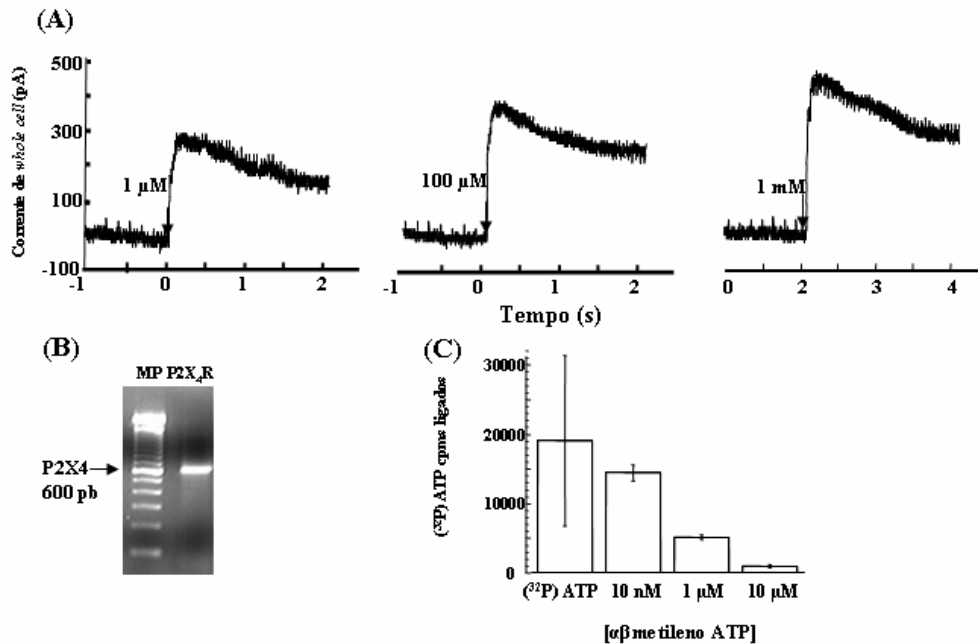 (A)
Corrente de whole cell (pA)
500
300
100
-100
1 µM
100 µM
1 mM
-1 0 1 2
-1 0 1 2
0 2 3 4
Tempo (s)
(B)
MP P2X4R
P2X4
600 pb
(C)
(³²P) ATP cpms ligados
30000
20000
10000
0
(³²P) ATP 10 nM 1 µM 10 µM
[αβ metileno ATP]